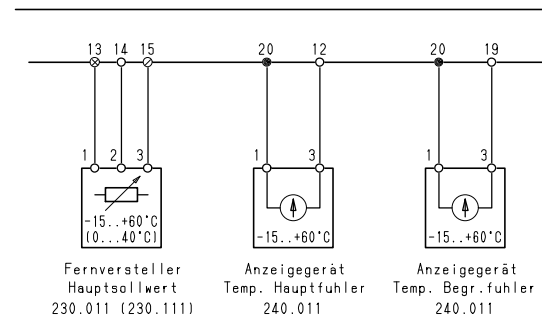 13 14 15 20 12 20 19
1 2 3 1 3 1 3
-15..+60°C -15..+60°C -15..+60°C
(0...40°C)
Fernversteller Anzeigegerät Anzeigegerät
Hauptsollwert Temp. Hauptfuhler Temp. Begr.fuhler
230.011 (230.111) 240.011 240.011